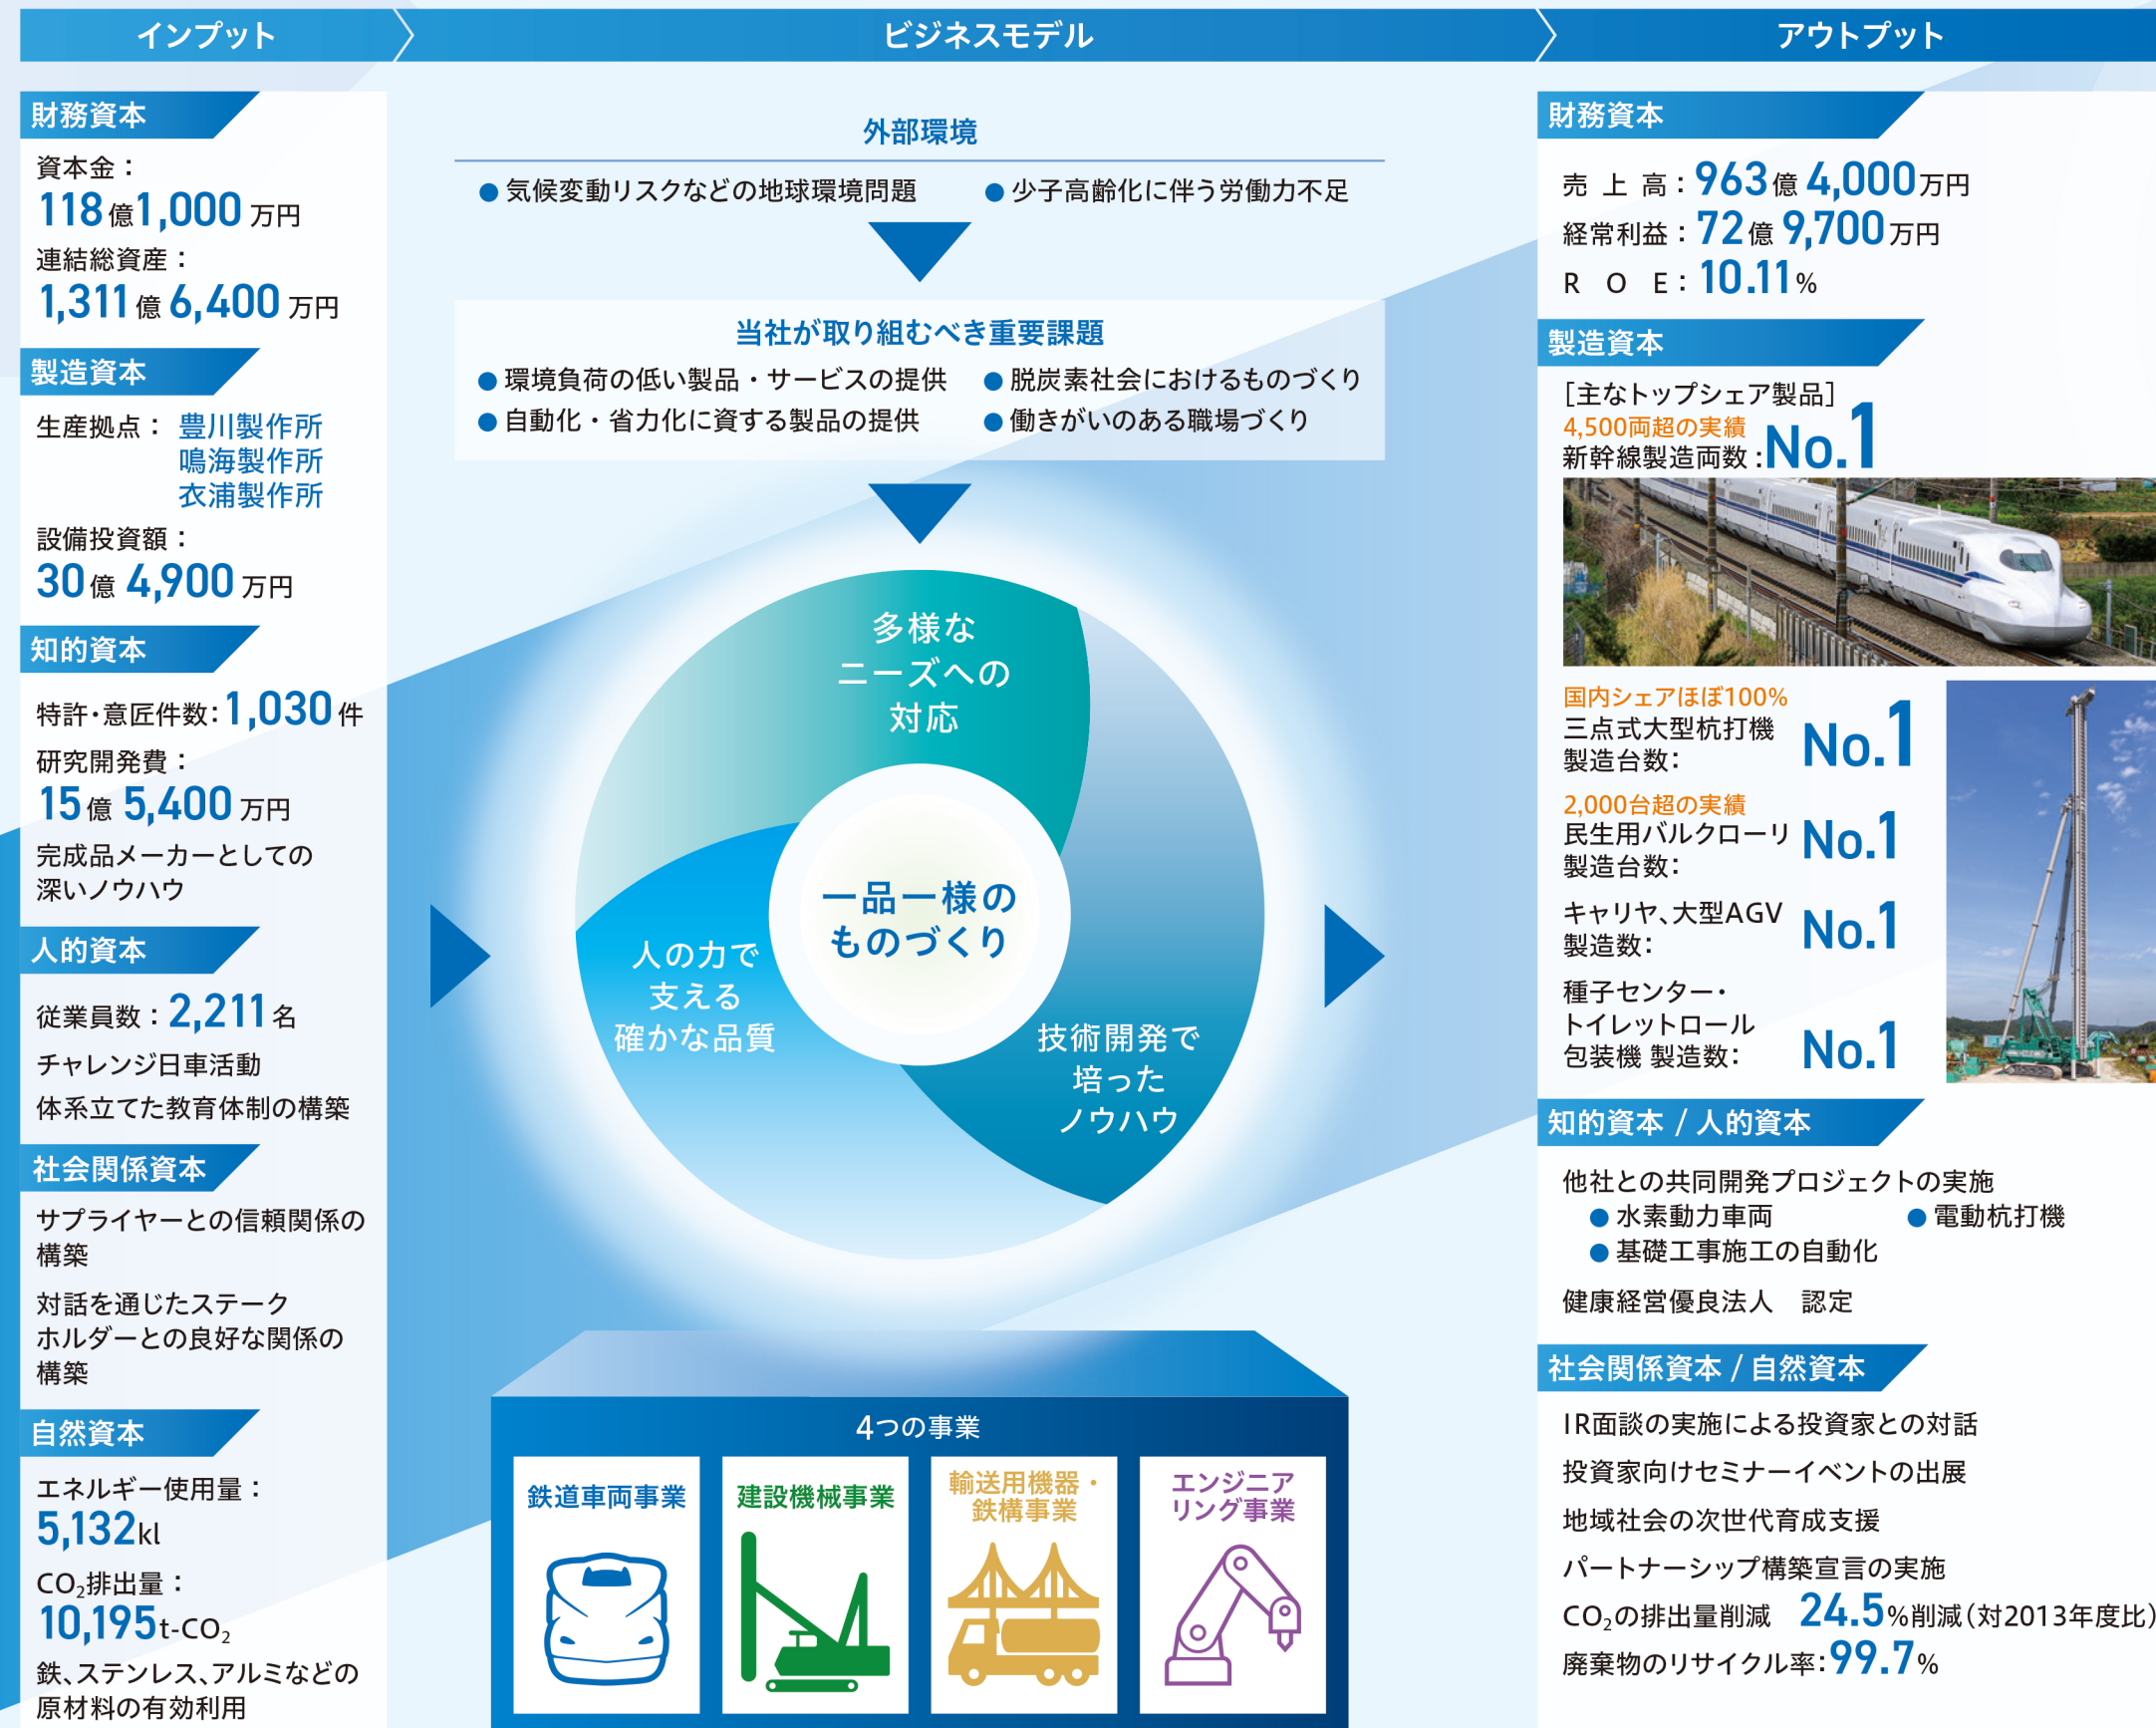 インプット
ビジネスモデル
アウトプット
財務資本
資本金：
118億1,000万円
連結総資産：
1,311億6,400万円
製造資本
生産拠点：豊川製作所
鳴海製作所
衣浦製作所
設備投資額：
30億4,900万円
知的資本
特許・意匠件数：1,030件
研究開発費：
15億5,400万円
完成品メーカーとしての
深いノウハウ
人的資本
従業員数：2,211名
チャレンジ日車活動
体系立てた教育体制の構築
社会関係資本
サプライヤーとの信頼関係の
構築
対話を通じたステーク
ホルダーとの良好な関係の
構築
自然資本
エネルギー使用量：
5,132kl
CO₂排出量：
10,195t-CO₂
鉄、ステンレス、アルミなどの
原材料の有効利用
外部環境
● 気候変動リスクなどの地球環境問題
● 少子高齢化に伴う労働力不足
当社が取り組むべき重要課題
● 環境負荷の低い製品・サービスの提供
● 脱炭素社会におけるものづくり
● 自動化・省力化に資する製品の提供
● 働きがいのある職場づくり
多様な
ニーズへの
対応
一品一様の
ものづくり
人の力で
支える
確かな品質
技術開発で
培った
ノウハウ
4つの事業
鉄道車両事業
建設機械事業
輸送用機器・
鉄構事業
エンジニア
リング事業
財務資本
売上高：963億4,000万円
経常利益：72億9,700万円
ROE：10.11%
製造資本
［主なトップシェア製品］
4,500両超の実績
新幹線製造両数：No.1
国内シェアほぼ100%
三点式大型杭打機
製造台数： No.1
2,000台超の実績
民生用バルクローリ
製造台数： No.1
キャリヤ、大型AGV
製造数： No.1
種子センター・
トイレットロール
包装機 製造数： No.1
知的資本 / 人的資本
他社との共同開発プロジェクトの実施
● 水素動力車両
● 電動杭打機
● 基礎工事施工の自動化
健康経営優良法人　認定
社会関係資本 / 自然資本
IR面談の実施による投資家との対話
投資家向けセミナーイベントの出展
地域社会の次世代育成支援
パートナーシップ構築宣言の実施
CO₂の排出量削減　24.5%削減（対2013年度比）
廃棄物のリサイクル率：99.7%